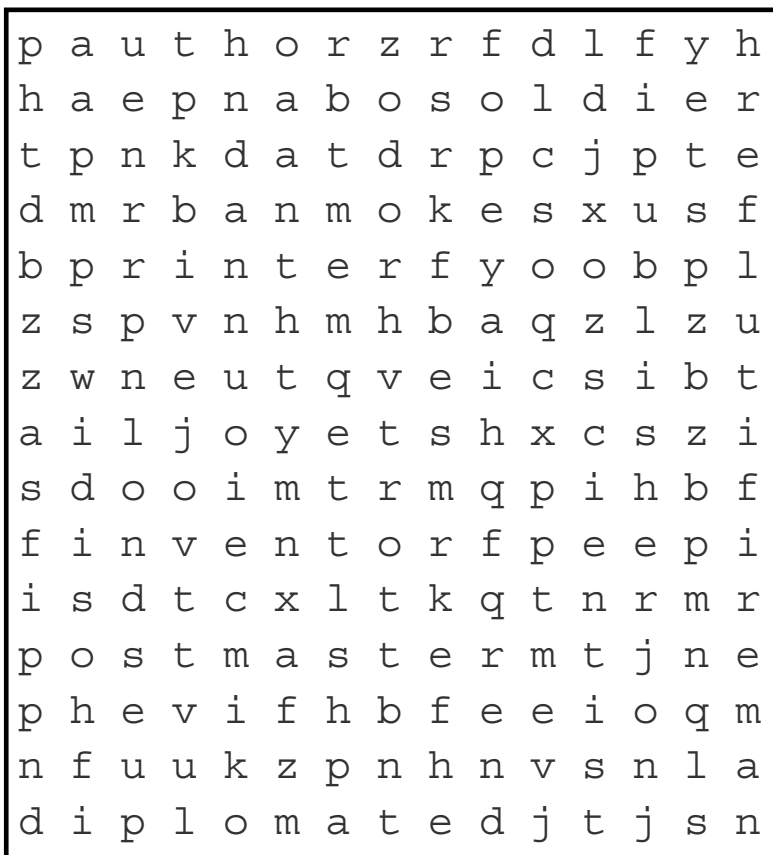 p a u t h o r z r f d l f y h
h a e p n a b o s o l d i e r
t p n k d a t d r p c j p t e
d m r b a n m o k e s x u s f
b p r i n t e r f y o o b p l
z s p v n h m h b a q z l z u
z w n e u t q v e i c s i b t
a i l j o y e t s h x c s z i
s d o o i m t r m q p i h b f
f i n v e n t o r f p e e p i
i s d t c x l t k q t n r m r
p o s t m a s t e r m t j n e
p h e v i f h b f e e i o q m
n f u u k z p n h n v s n l a
d i p l o m a t e d j t j s n